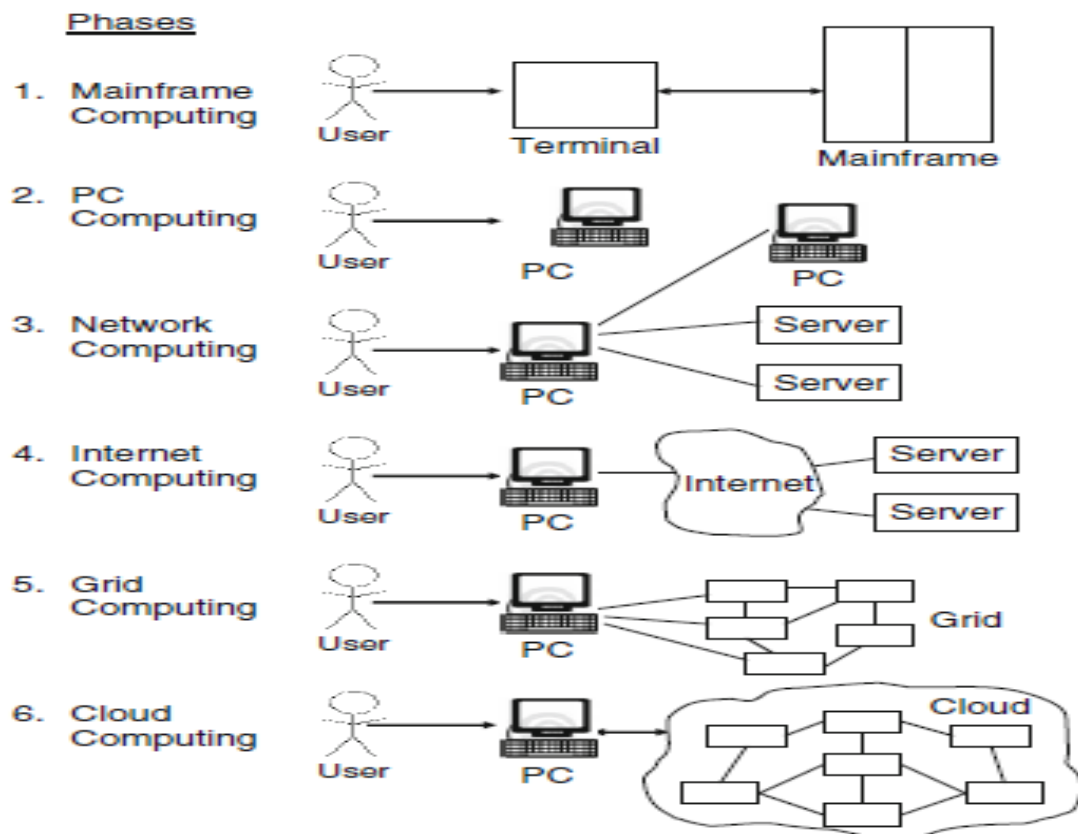 Phases
1. Mainframe
Computing
User
Terminal
Mainframe
2. PC
Computing
User
PC
PC
3. Network
Computing
User
PC
Server
Server
4. Internet
Computing
User
PC
Internet
Server
Server
5. Grid
Computing
User
PC
Grid
6. Cloud
Computing
User
PC
Cloud